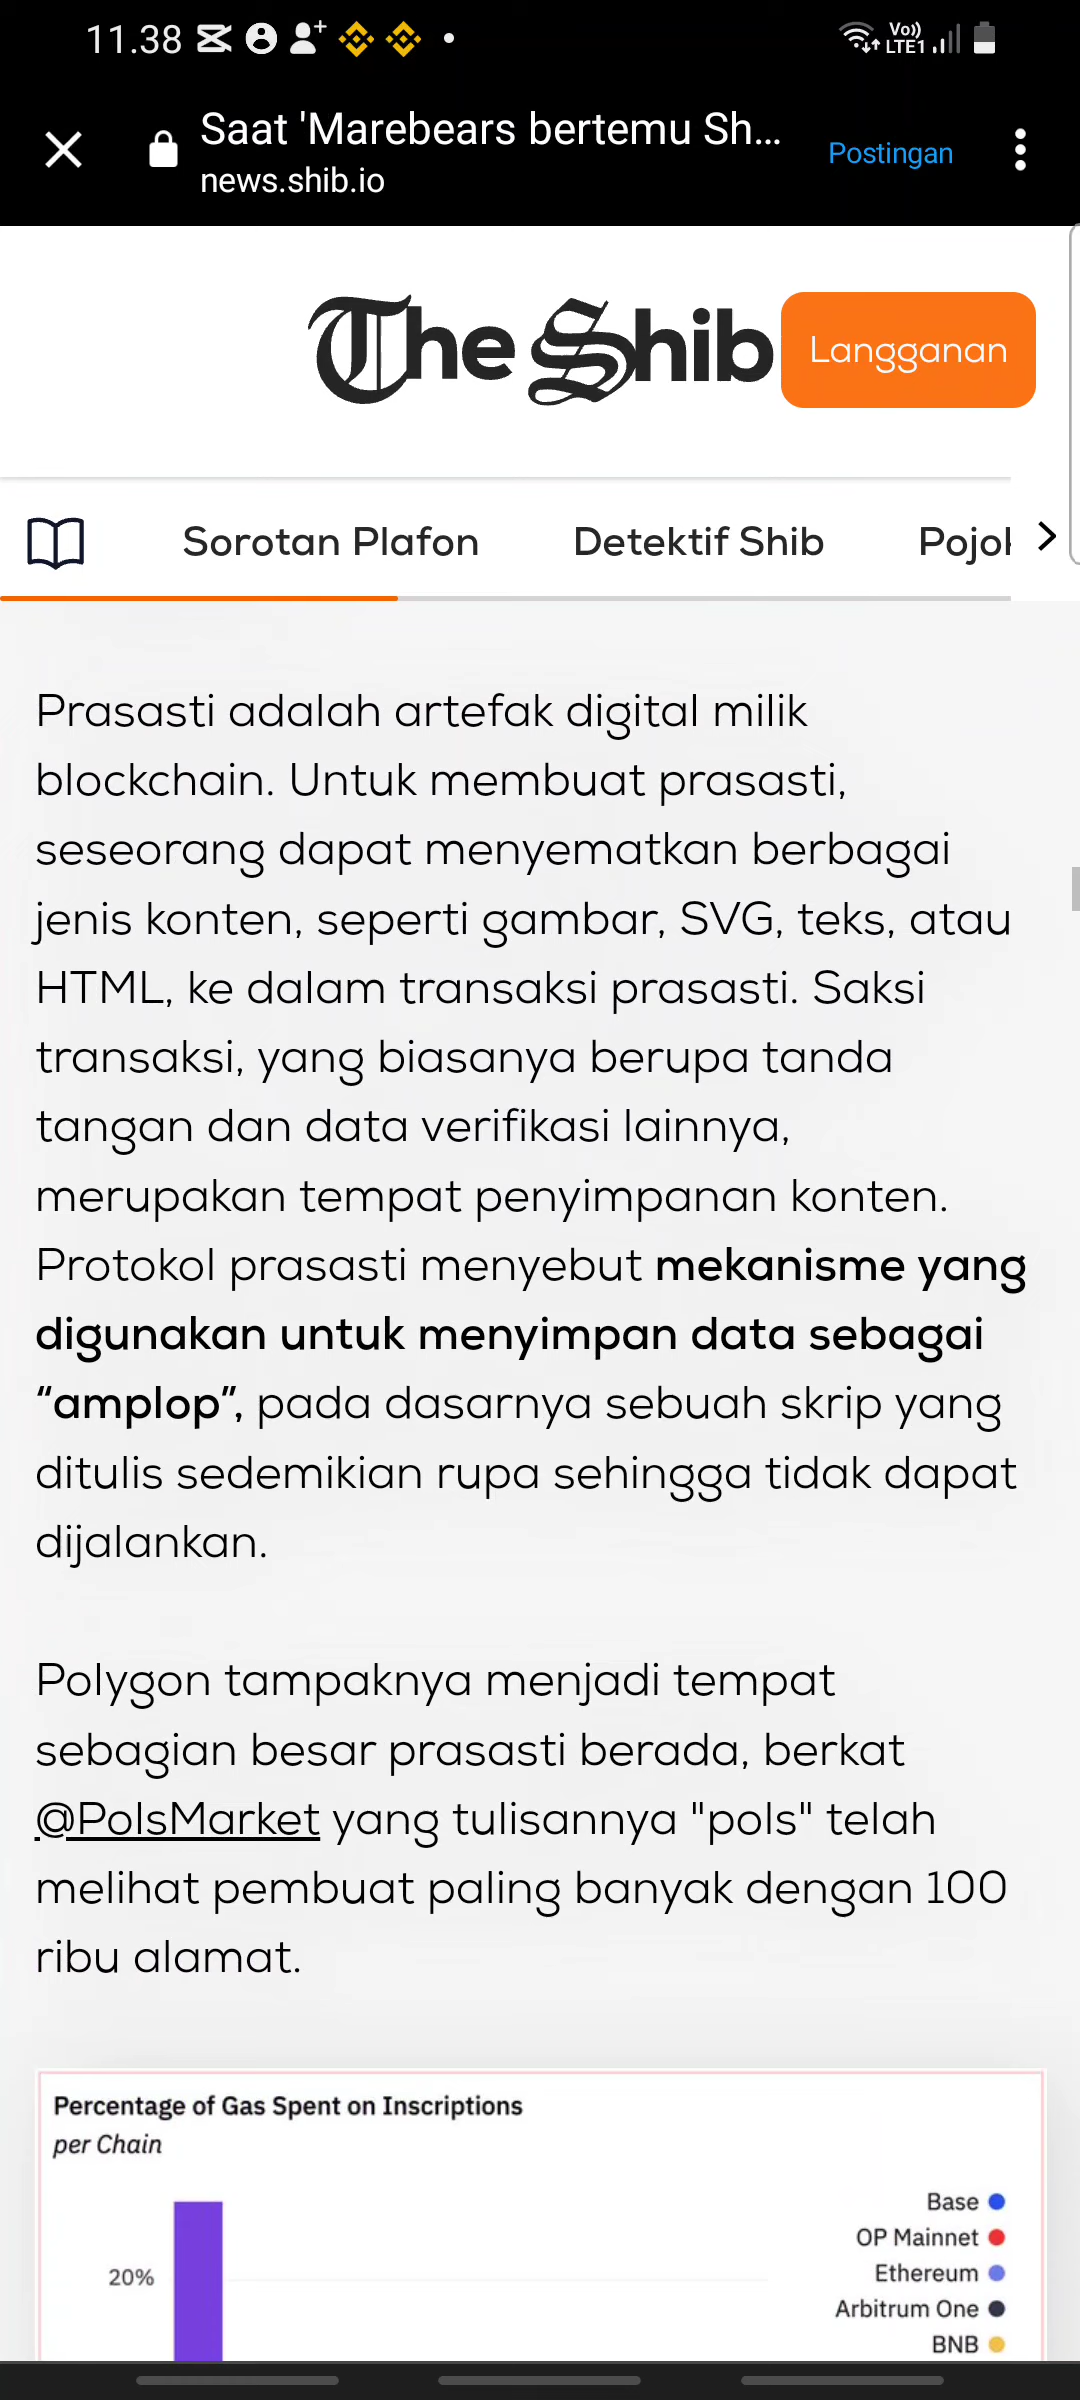 11.38
Vo))
LTE1
Saat 'Marebears bertemu Sh...
news.shib.io
Postingan
The Shib
Langganan
Sorotan Plafon
Detektif Shib
Prasasti adalah artefak digital milik
blockchain. Untuk membuat prasasti,
seseorang dapat menyematkan berbagai
jenis konten, seperti gambar, SVG, teks, atau
HTML, ke dalam transaksi prasasti. Saksi
transaksi, yang biasanya berupa tanda
tangan dan data verifikasi lainnya,
merupakan tempat penyimpanan konten.
Protokol prasasti menyebut mekanisme yang
digunakan untuk menyimpan data sebagai
“amplop”, pada dasarnya sebuah skrip yang
ditulis sedemikian rupa sehingga tidak dapat
dijalankan.
Polygon tampaknya menjadi tempat
sebagian besar prasasti berada, berkat
@PolsMarket yang tulisannya "pols" telah
melihat pembuat paling banyak dengan 100
ribu alamat.
Percentage of Gas Spent on Inscriptions
per Chain
Base
OP Mainnet
20%
Ethereum
Arbitrum One
BNB